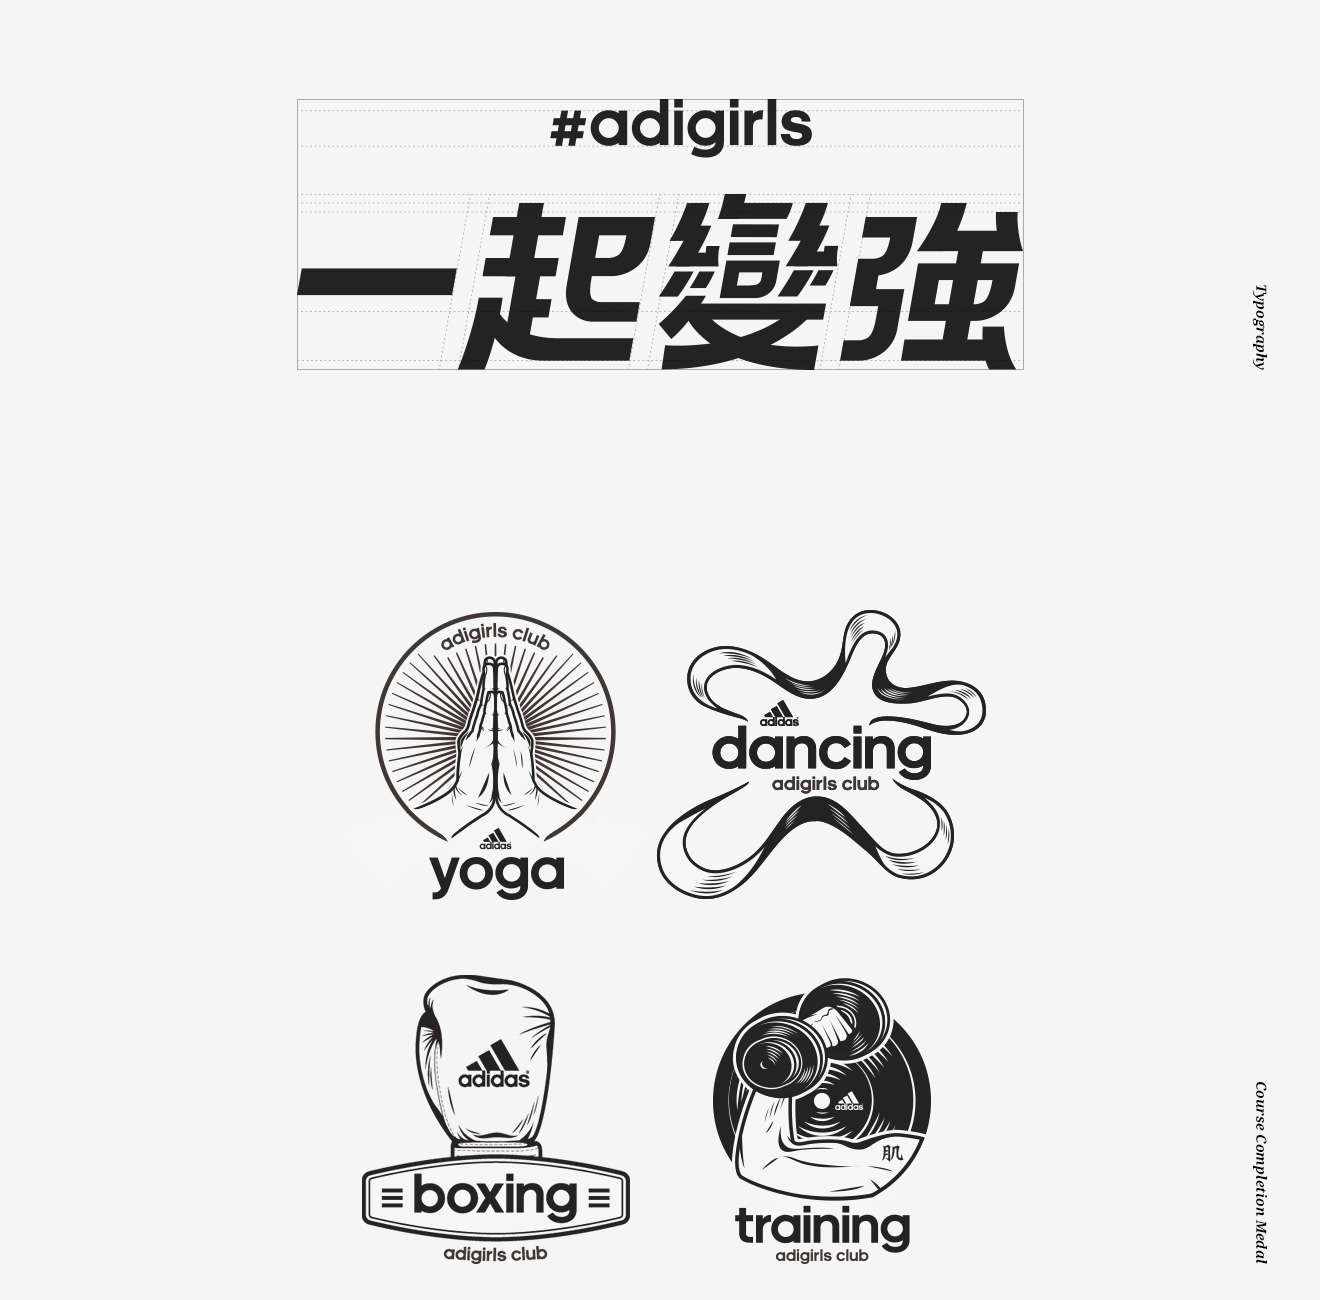 #adigirls
一起變強
Typography
adigirls club
adidas
yoga
adidas
dancing
adigirls club
adidas
boxing
adigirls club
adidas
肌
training
adigirls club
Course Completion Medal